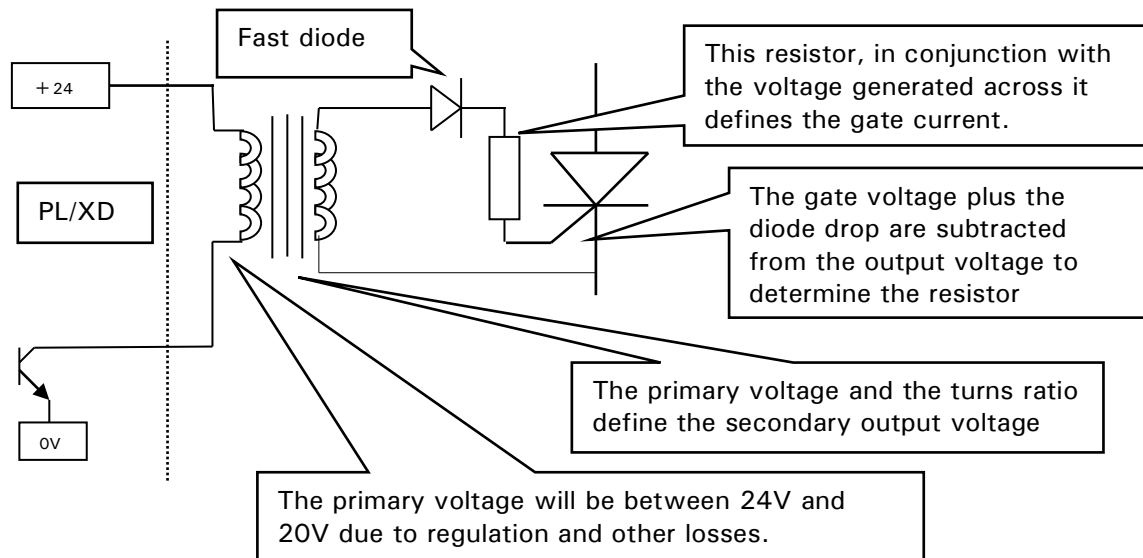 Fast diode
This resistor, in conjunction with
the voltage generated across it
defines the gate current.
+24
PL/XD
The gate voltage plus the
diode drop are subtracted
from the output voltage to
determine the resistor
The primary voltage and the turns ratio
define the secondary output voltage
0V
The primary voltage will be between 24V and
20V due to regulation and other losses.